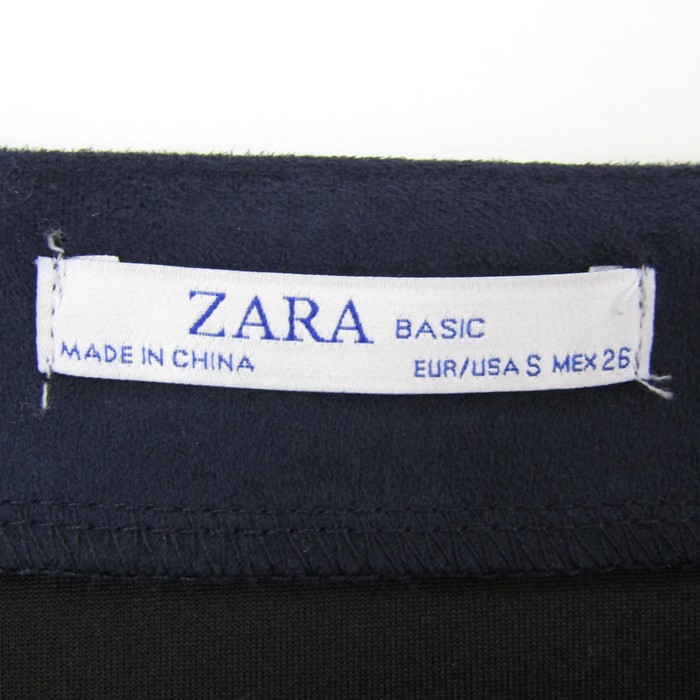 ZARA BASIC
MADE IN CHINA EUR/USA S MEX 26